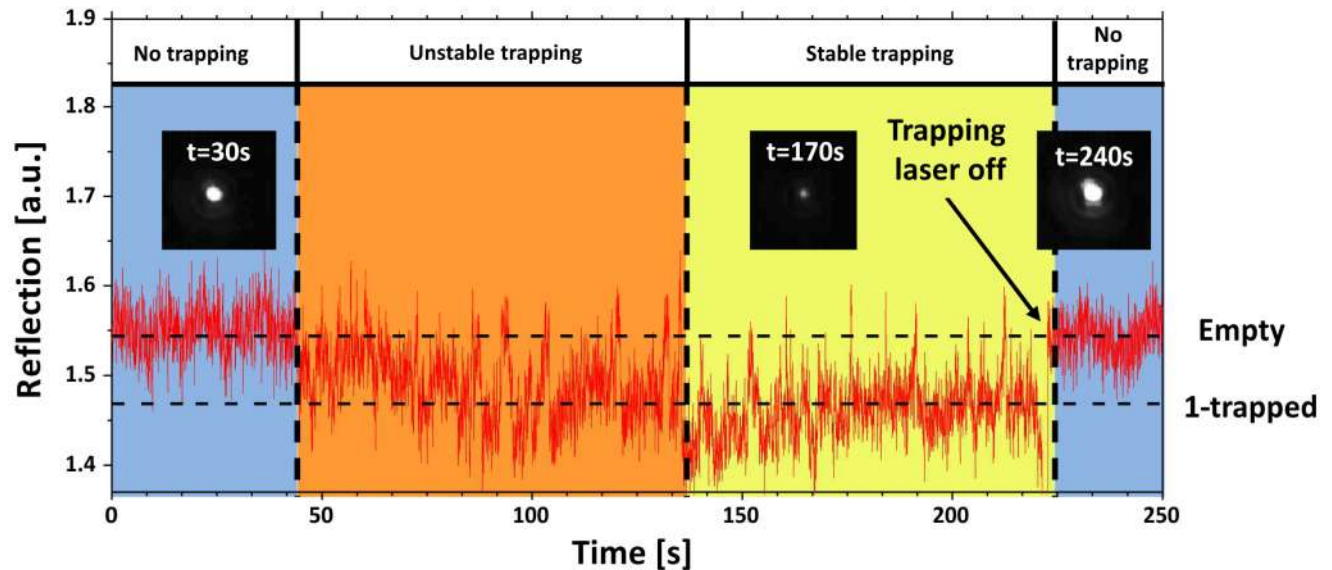 1.9
1.8
1.7
1.6
1.5
1.4
Reflection [a.u.]
No trapping
Unstable trapping
Stable trapping
No
trapping
t=30s
t=170s
Trapping
laser off
t=240s
Empty
1-trapped
0
50
100
150
200
250
Time [s]